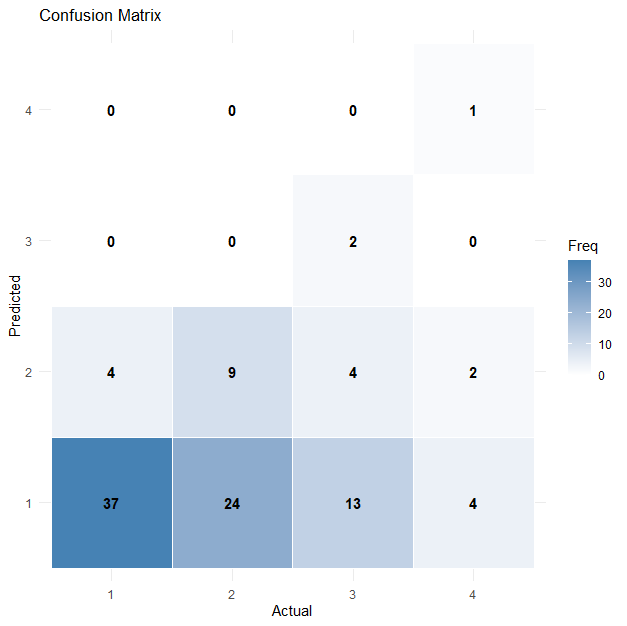 Confusion Matrix
4 0 0 0 1
3 0 0 2 0
2 4 9 4 2
1 37 24 13 4
1 2 3 4
Actual
Predicted
Freq
30
20
10
0